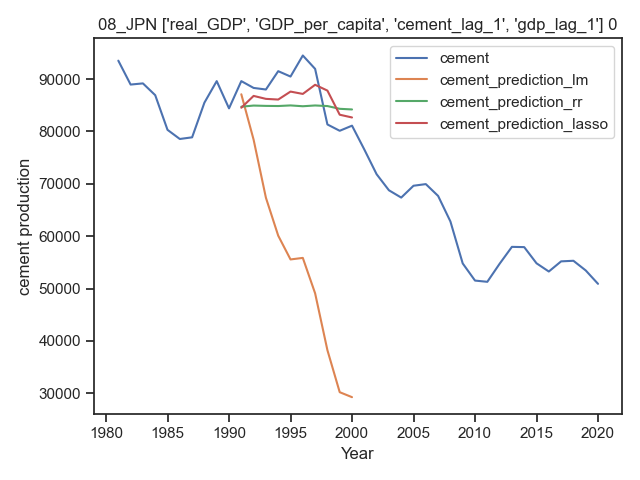 08_JPN ['real_GDP', 'GDP_per_capita', 'cement_lag_1', 'gdp_lag_1'] 0
cement
cement_prediction_lm
cement_prediction_rr
cement_prediction_lasso
cement production
90000
80000
70000
60000
50000
40000
30000
1980 1985 1990 1995 2000 2005 2010 2015 2020
Year